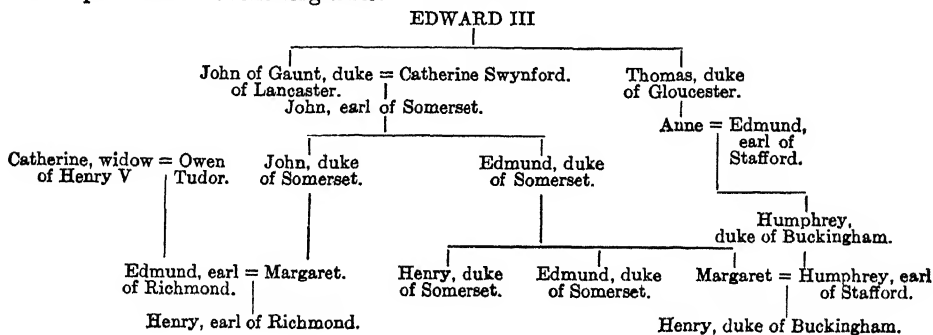 EDWARD III
John of Gaunt, duke = Catherine Swynford.
of Lancaster.
Thomas, duke
of Gloucester.
John, earl of Somerset.
Anne = Edmund,
earl of
Stafford.
Catherine, widow = Owen
of Henry V Tudor.
John, duke
of Somerset.
Edmund, duke
of Somerset.
Humphrey,
duke of Buckingham.
Edmund, earl = Margaret.
of Richmond.
Henry, duke
of Somerset.
Edmund, duke
of Somerset.
Margaret = Humphrey, earl
of Stafford.
Henry, earl of Richmond.
Henry, duke of Buckingham.